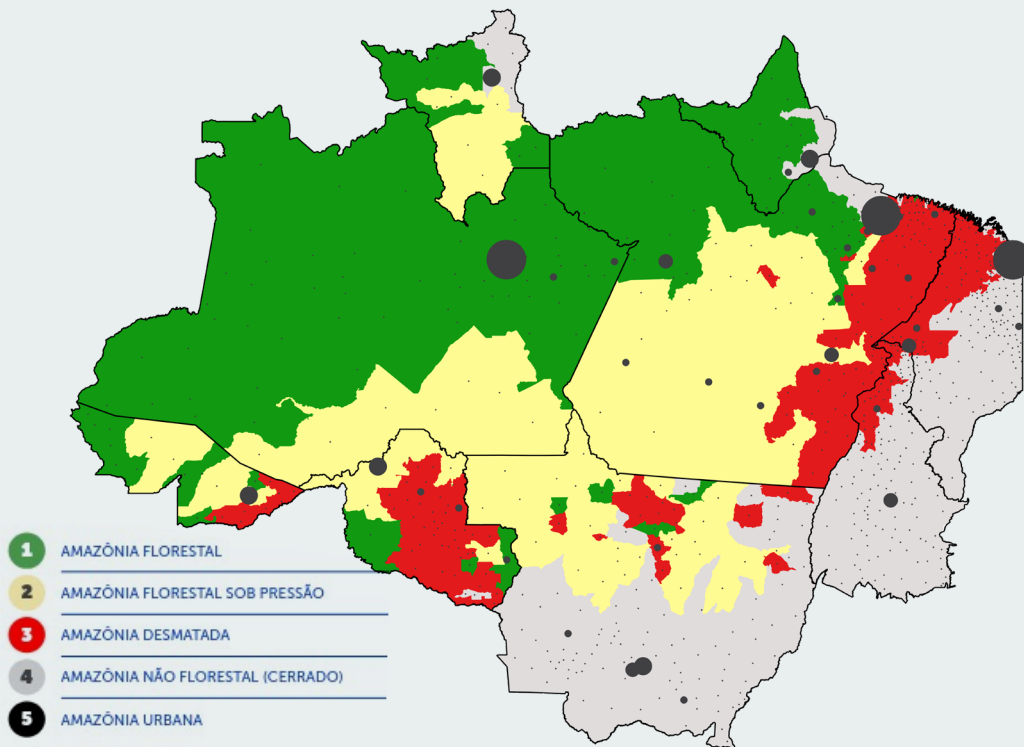 1 AMAZÔNIA FLORESTAL
2 AMAZÔNIA FLORESTAL SOB PRESSÃO
3 AMAZÔNIA DESMATADA
4 AMAZÔNIA NÃO FLORESTAL (CERRADO)
5 AMAZÔNIA URBANA